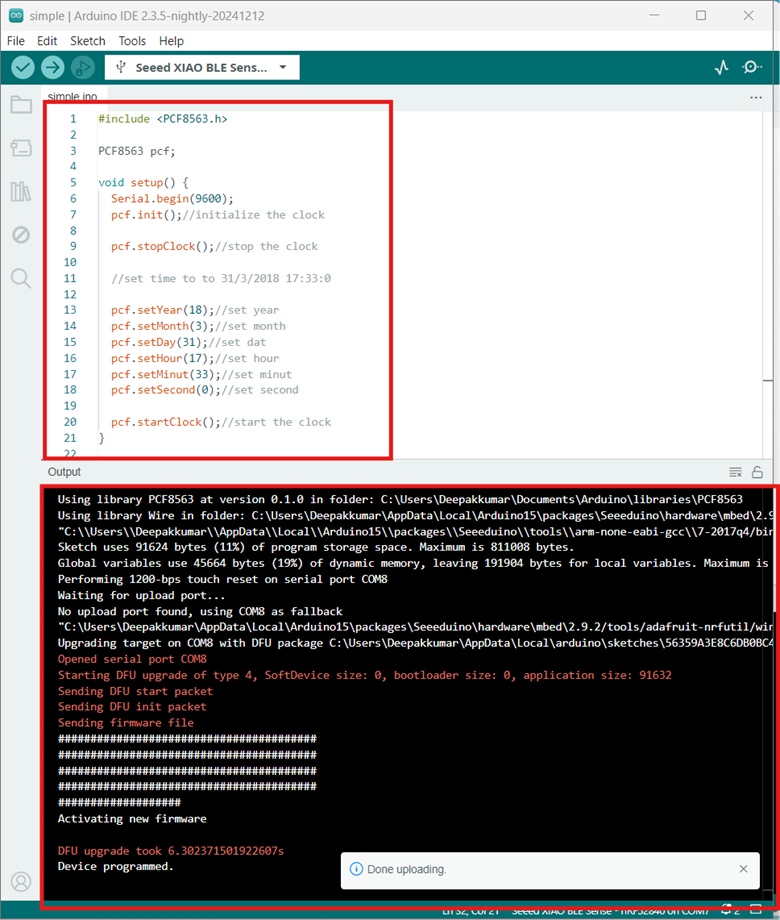 simple | Arduino IDE 2.3.5-nightly-20241212
File Edit Sketch Tools Help
Seeed XIAO BLE Sens...
simple.ino
1 #include <PCF8563.h>
2
3 PCF8563 pcf;
4
5 void setup() {
6 Serial.begin(9600);
7 pcf.init();//initialize the clock
8
9 pcf.stopClock();//stop the clock
10
11 //set time to to 31/3/2018 17:33:0
12
13 pcf.setYear(18);//set year
14 pcf.setMonth(3);//set month
15 pcf.setDay(31);//set dat
16 pcf.setHour(17);//set hour
17 pcf.setMinut(33);//set minut
18 pcf.setSecond(0);//set second
19
20 pcf.startClock();//start the clock
21 }
22
Output
Using library PCF8563 at version 0.1.0 in folder: C:\Users\Deepakkumar\Documents\Arduino\libraries\PCF8563
Using library Wire in folder: C:\Users\Deepakkumar\AppData\Local\Arduino15\packages\Seeeduino\hardware\mbed\2.9
"C:\\Users\\Deepakkumar\\AppData\\Local\\Arduino15\\packages\\Seeeduino\\tools\\arm-none-eabi-gcc\\7-2017q4/bin
Sketch uses 91624 bytes (11%) of program storage space. Maximum is 811008 bytes.
Global variables use 45664 bytes (19%) of dynamic memory, leaving 191904 bytes for local variables. Maximum is
Performing 1200-bps touch reset on serial port COM8
Waiting for upload port...
No upload port found, using COM8 as fallback
"C:\Users\Deepakkumar\AppData\Local\Arduino15\packages\Seeeduino\hardware\mbed\2.9.2/tools/adafruit-nrfutil/win
Upgrading target on COM8 with DFU package C:\Users\Deepakkumar\AppData\Local\arduino\sketches\56359A3E8C6DB0BC4
Opened serial port COM8
Starting DFU upgrade of type 4, SoftDevice size: 0, bootloader size: 0, application size: 91632
Sending DFU start packet
Sending DFU init packet
Sending firmware file
########################################
########################################
########################################
########################################
###################
Activating new firmware
DFU upgrade took 6.302371501922607s
Device programmed.
Done uploading.
Ln 32, Col 21 Seeed XIAO BLE Sense - nRF52840 on COM7 2